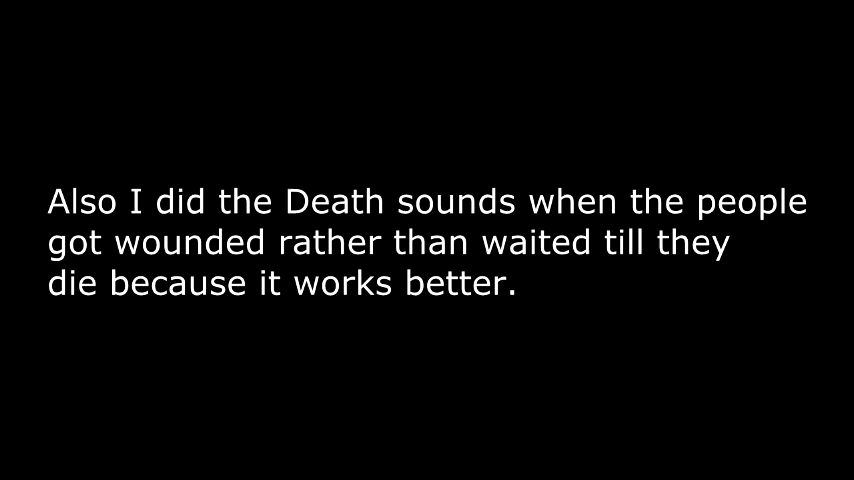 Also I did the Death sounds when the people
got wounded rather than waited till they
die because it works better.